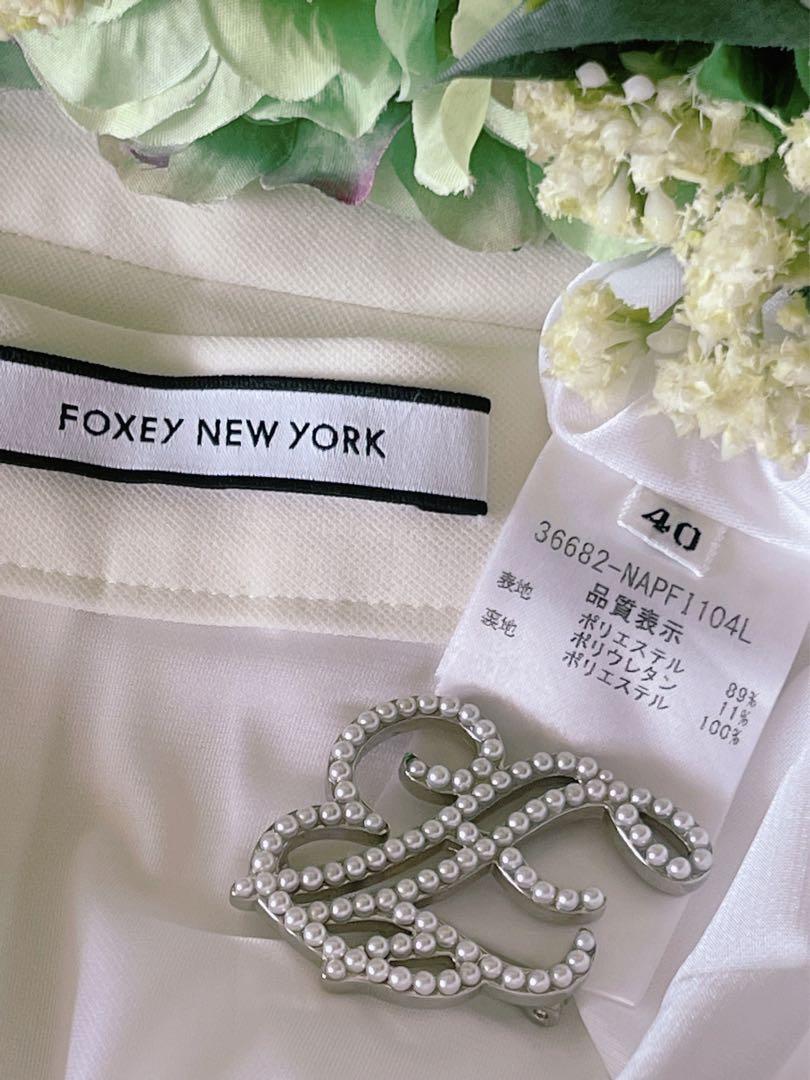 FOXEY NEW YORK
40
36682-NAPF1104L
品質表示
表地 ポリエステル 89%
ポリウレタン 11%
裏地 ポリエステル 100%